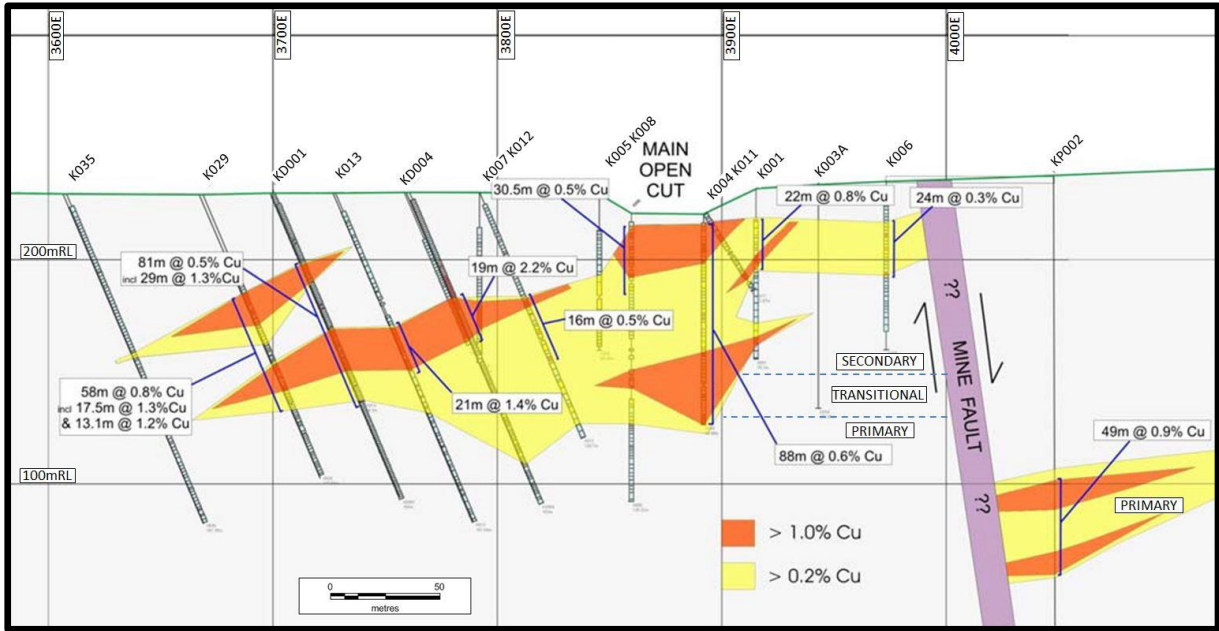 3600E
3700E
3800E
3900E
4000E
K035
K029
KD001
K013
KD004
K007 K012
K005 K008
MAIN
OPEN
CUT
K004 K011
K001
K003A
K006
KP002
30.5m @ 0.5% Cu
22m @ 0.8% Cu
24m @ 0.3% Cu
200mRL
81m @ 0.5% Cu
incl 29m @ 1.3%Cu
19m @ 2.2% Cu
16m @ 0.5% Cu
??
MINE FAULT
??
SECONDARY
TRANSITIONAL
PRIMARY
58m @ 0.8% Cu
incl 17.5m @ 1.3%Cu
& 13.1m @ 1.2% Cu
21m @ 1.4% Cu
88m @ 0.6% Cu
49m @ 0.9% Cu
100mRL
PRIMARY
> 1.0% Cu
> 0.2% Cu
0 50
metres